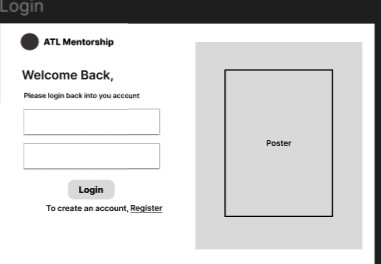 Login
ATL Mentorship
Welcome Back,
Please login back into you account
Login
To create an account, Register
Poster